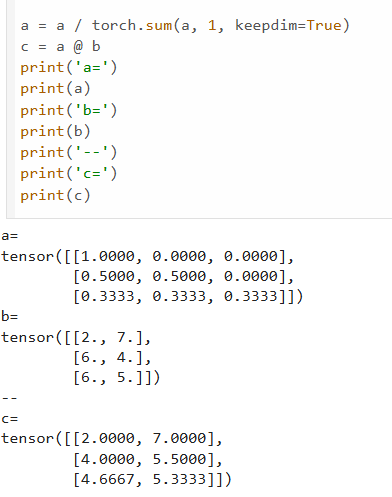 a = a / torch.sum(a, 1, keepdim=True)
c = a @ b
print('a=')
print(a)
print('b=')
print(b)
print('--')
print('c=')
print(c)
a=
tensor([[1.0000, 0.0000, 0.0000],
        [0.5000, 0.5000, 0.0000],
        [0.3333, 0.3333, 0.3333]])
b=
tensor([[2., 7.],
        [6., 4.],
        [6., 5.]])
--
c=
tensor([[2.0000, 7.0000],
        [4.0000, 5.5000],
        [4.6667, 5.3333]])